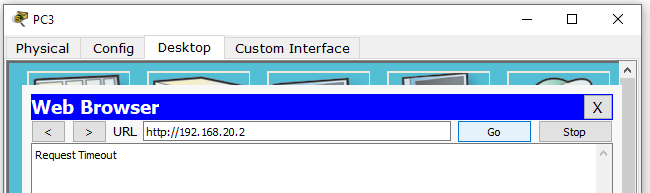 PC3
Physical Config Desktop Custom Interface
Web Browser X
< > URL http://192.168.20.2 Go Stop
Request Timeout